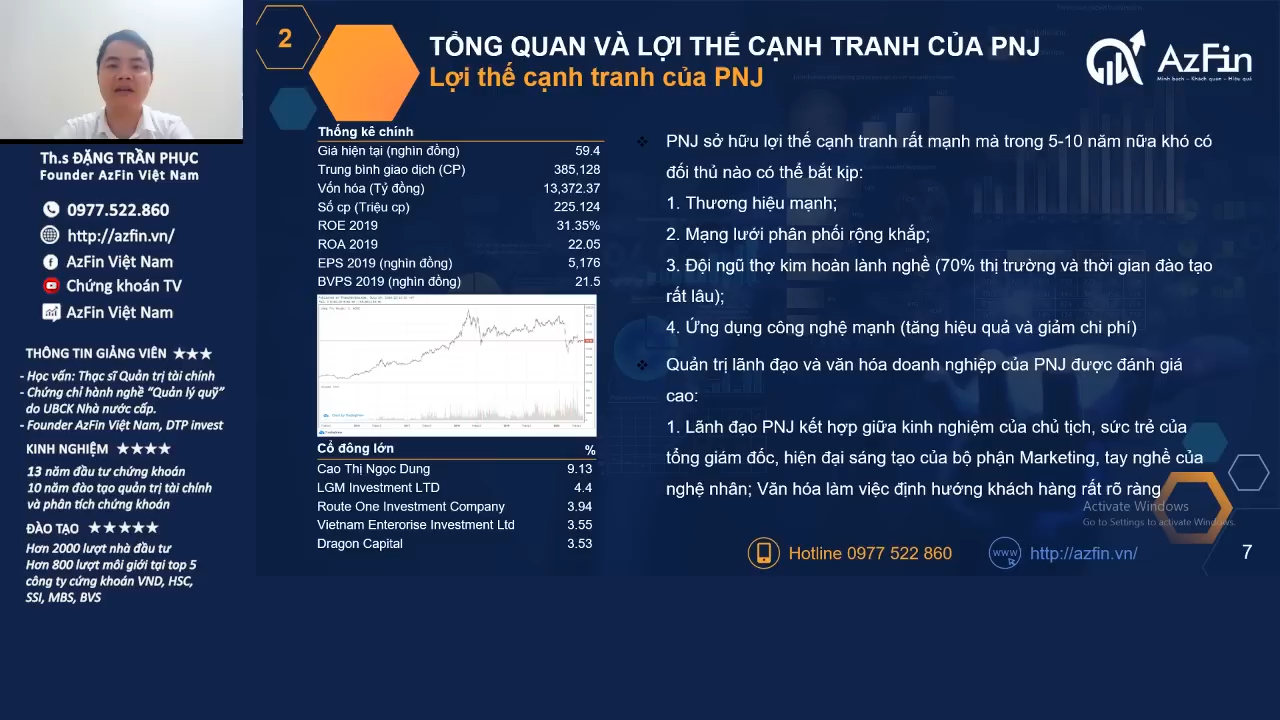 2
TỔNG QUAN VÀ LỢI THẾ CẠNH TRANH CỦA PNJ
Lợi thế cạnh tranh của PNJ
AzFin
Minh bạch - Khách quan - Hiệu quả
Th.s ĐẶNG TRẦN PHỤC
Founder AzFin Việt Nam
0977.522.860
http://azfin.vn/
AzFin Việt Nam
Chứng khoán TV
AzFin Việt Nam
THÔNG TIN GIẢNG VIÊN ★★★
- Học vấn: Thạc sĩ Quản trị tài chính
- Chứng chỉ hành nghề “Quản lý quỹ”
do UBCK Nhà nước cấp.
- Founder AzFin Việt Nam, DTP invest
KINH NGHIỆM ★★★★
13 năm đầu tư chứng khoán
10 năm đào tạo quản trị tài chính
và phân tích chứng khoán
ĐÀO TẠO ★★★★★
Hơn 2000 lượt nhà đầu tư
Hơn 800 lượt môi giới tại top 5
công ty cứng khoán VND, HSC,
SSI, MBS, BVS
Thống kê chính
Giá hiện tại (nghìn đồng) 59.4
Trung bình giao dịch (CP) 385,128
Vốn hóa (Tỷ đồng) 13,372.37
Số cp (Triệu cp) 225.124
ROE 2019 31.35%
ROA 2019 22.05
EPS 2019 (nghìn đồng) 5,176
BVPS 2019 (nghìn đồng) 21.5
Cổ đông lớn %
Cao Thị Ngọc Dung 9.13
LGM Investment LTD 4.4
Route One Investment Company 3.94
Vietnam Enterorise Investment Ltd 3.55
Dragon Capital 3.53
PNJ sở hữu lợi thế cạnh tranh rất mạnh mà trong 5-10 năm nữa khó có
đối thủ nào có thể bắt kịp:
1. Thương hiệu mạnh;
2. Mạng lưới phân phối rộng khắp;
3. Đội ngũ thợ kim hoàn lành nghề (70% thị trường và thời gian đào tạo
rất lâu);
4. Ứng dụng công nghệ mạnh (tăng hiệu quả và giảm chi phí)
Quản trị lãnh đạo và văn hóa doanh nghiệp của PNJ được đánh giá
cao:
1. Lãnh đạo PNJ kết hợp giữa kinh nghiệm của chủ tịch, sức trẻ của
tổng giám đốc, hiện đại sáng tạo của bộ phận Marketing, tay nghề của
nghệ nhân; Văn hóa làm việc định hướng khách hàng rất rõ ràng
Activate Windows
Go to Settings to activate Windows.
Hotline 0977 522 860
www
http://azfin.vn/
7